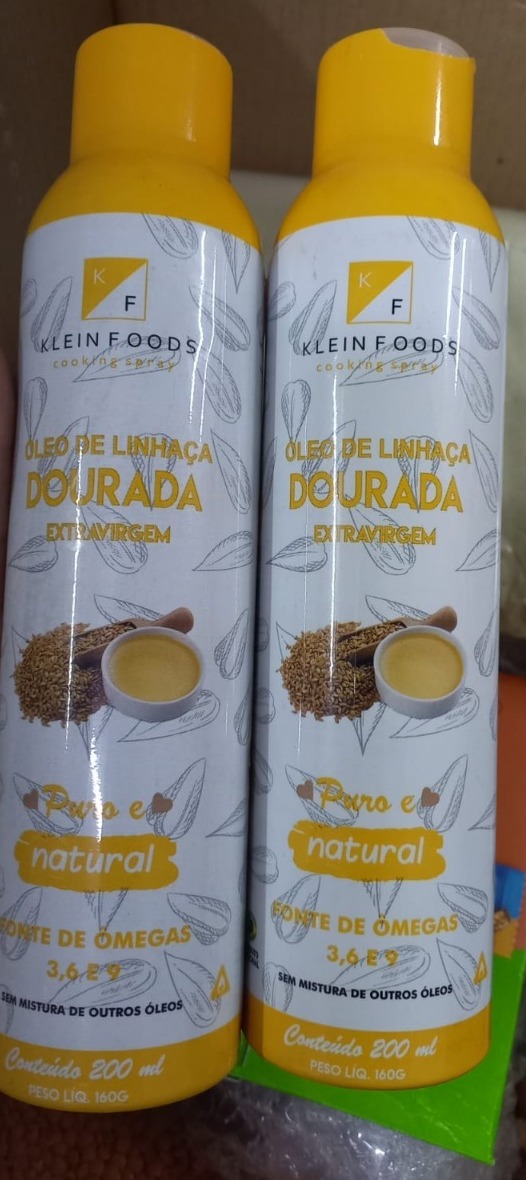 K
F
KLEIN FOODS
cooking spray
ÓLEO DE LINHAÇA
DOURADA
EXTRAVIRGEM
Puro e
natural
FONTE DE ÔMEGAS
3,6 E 9
SEM MISTURA DE OUTROS ÓLEOS
Conteúdo 200 ml
PESO LÍQ. 160G
K
F
KLEIN FOODS
cooking spray
ÓLEO DE LINHAÇA
DOURADA
EXTRAVIRGEM
Puro e
natural
FONTE DE ÔMEGAS
3,6 E 9
SEM MISTURA DE OUTROS ÓLEOS
Conteúdo 200 ml
PESO LÍQ. 160G